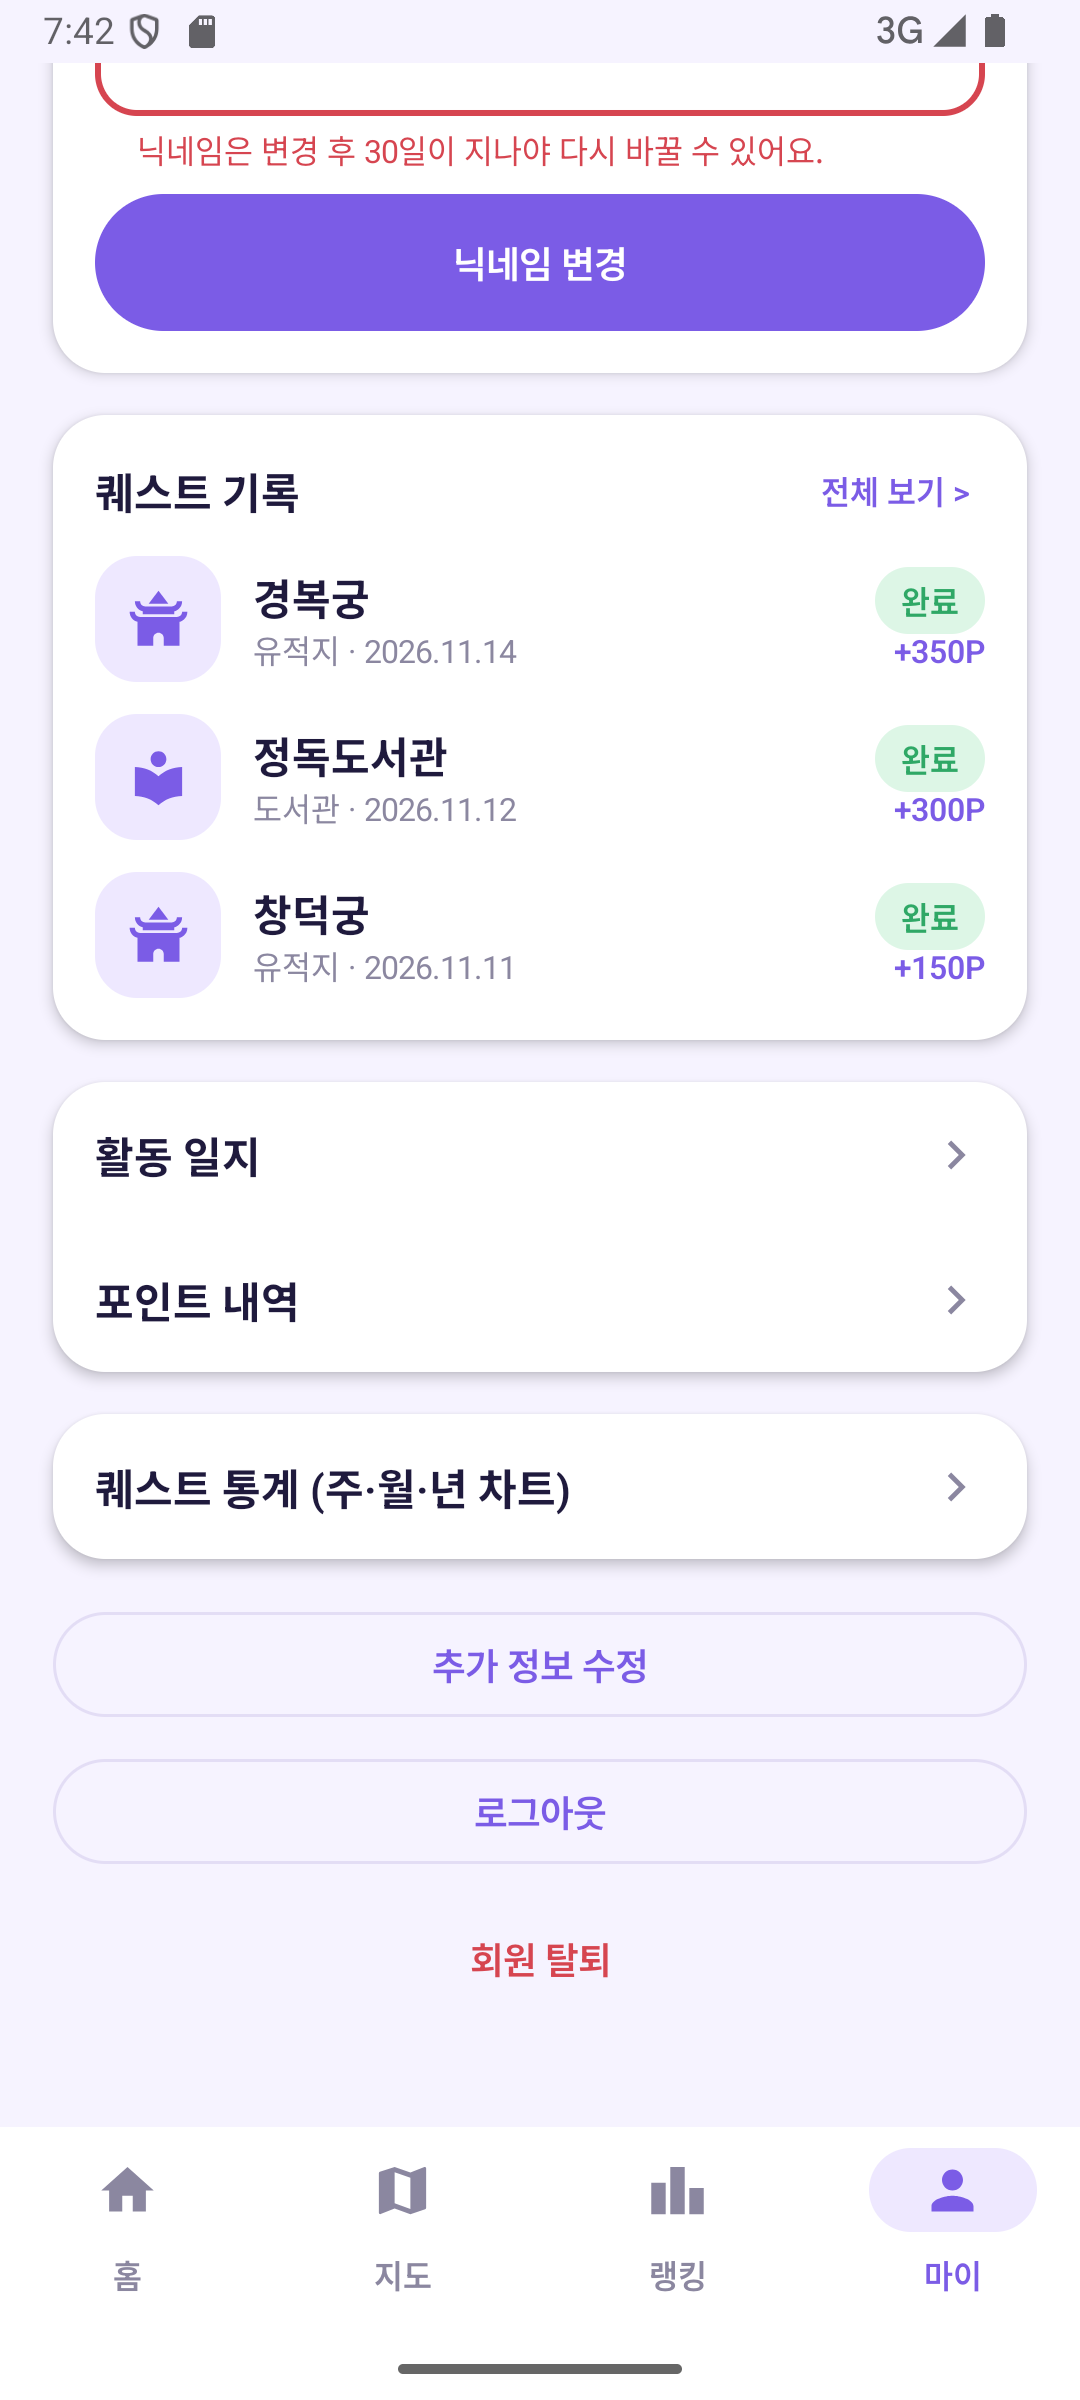 7:42
3G
닉네임은 변경 후 30일이 지나야 다시 바꿀 수 있어요.
닉네임 변경
퀘스트 기록
전체 보기 >
경복궁
완료
유적지 · 2026.11.14
+350P
정독도서관
완료
도서관 · 2026.11.12
+300P
창덕궁
완료
유적지 · 2026.11.11
+150P
활동 일지
포인트 내역
퀘스트 통계 (주·월·년 차트)
추가 정보 수정
로그아웃
회원 탈퇴
홈
지도
랭킹
마이